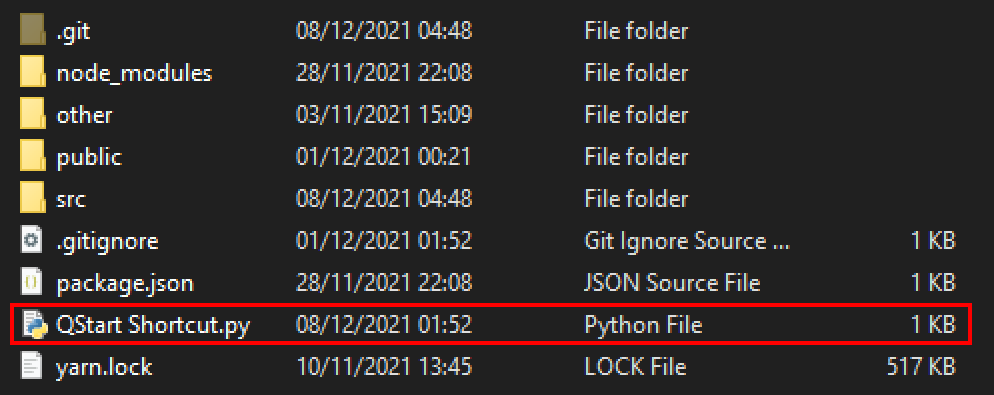 .git 08/12/2021 04:48 File folder
node_modules 28/11/2021 22:08 File folder
other 03/11/2021 15:09 File folder
public 01/12/2021 00:21 File folder
src 08/12/2021 04:48 File folder
.gitignore 01/12/2021 01:52 Git Ignore Source ... 1 KB
package.json 28/11/2021 22:08 JSON Source File 1 KB
QStart Shortcut.py 08/12/2021 01:52 Python File 1 KB
yarn.lock 10/11/2021 13:45 LOCK File 517 KB